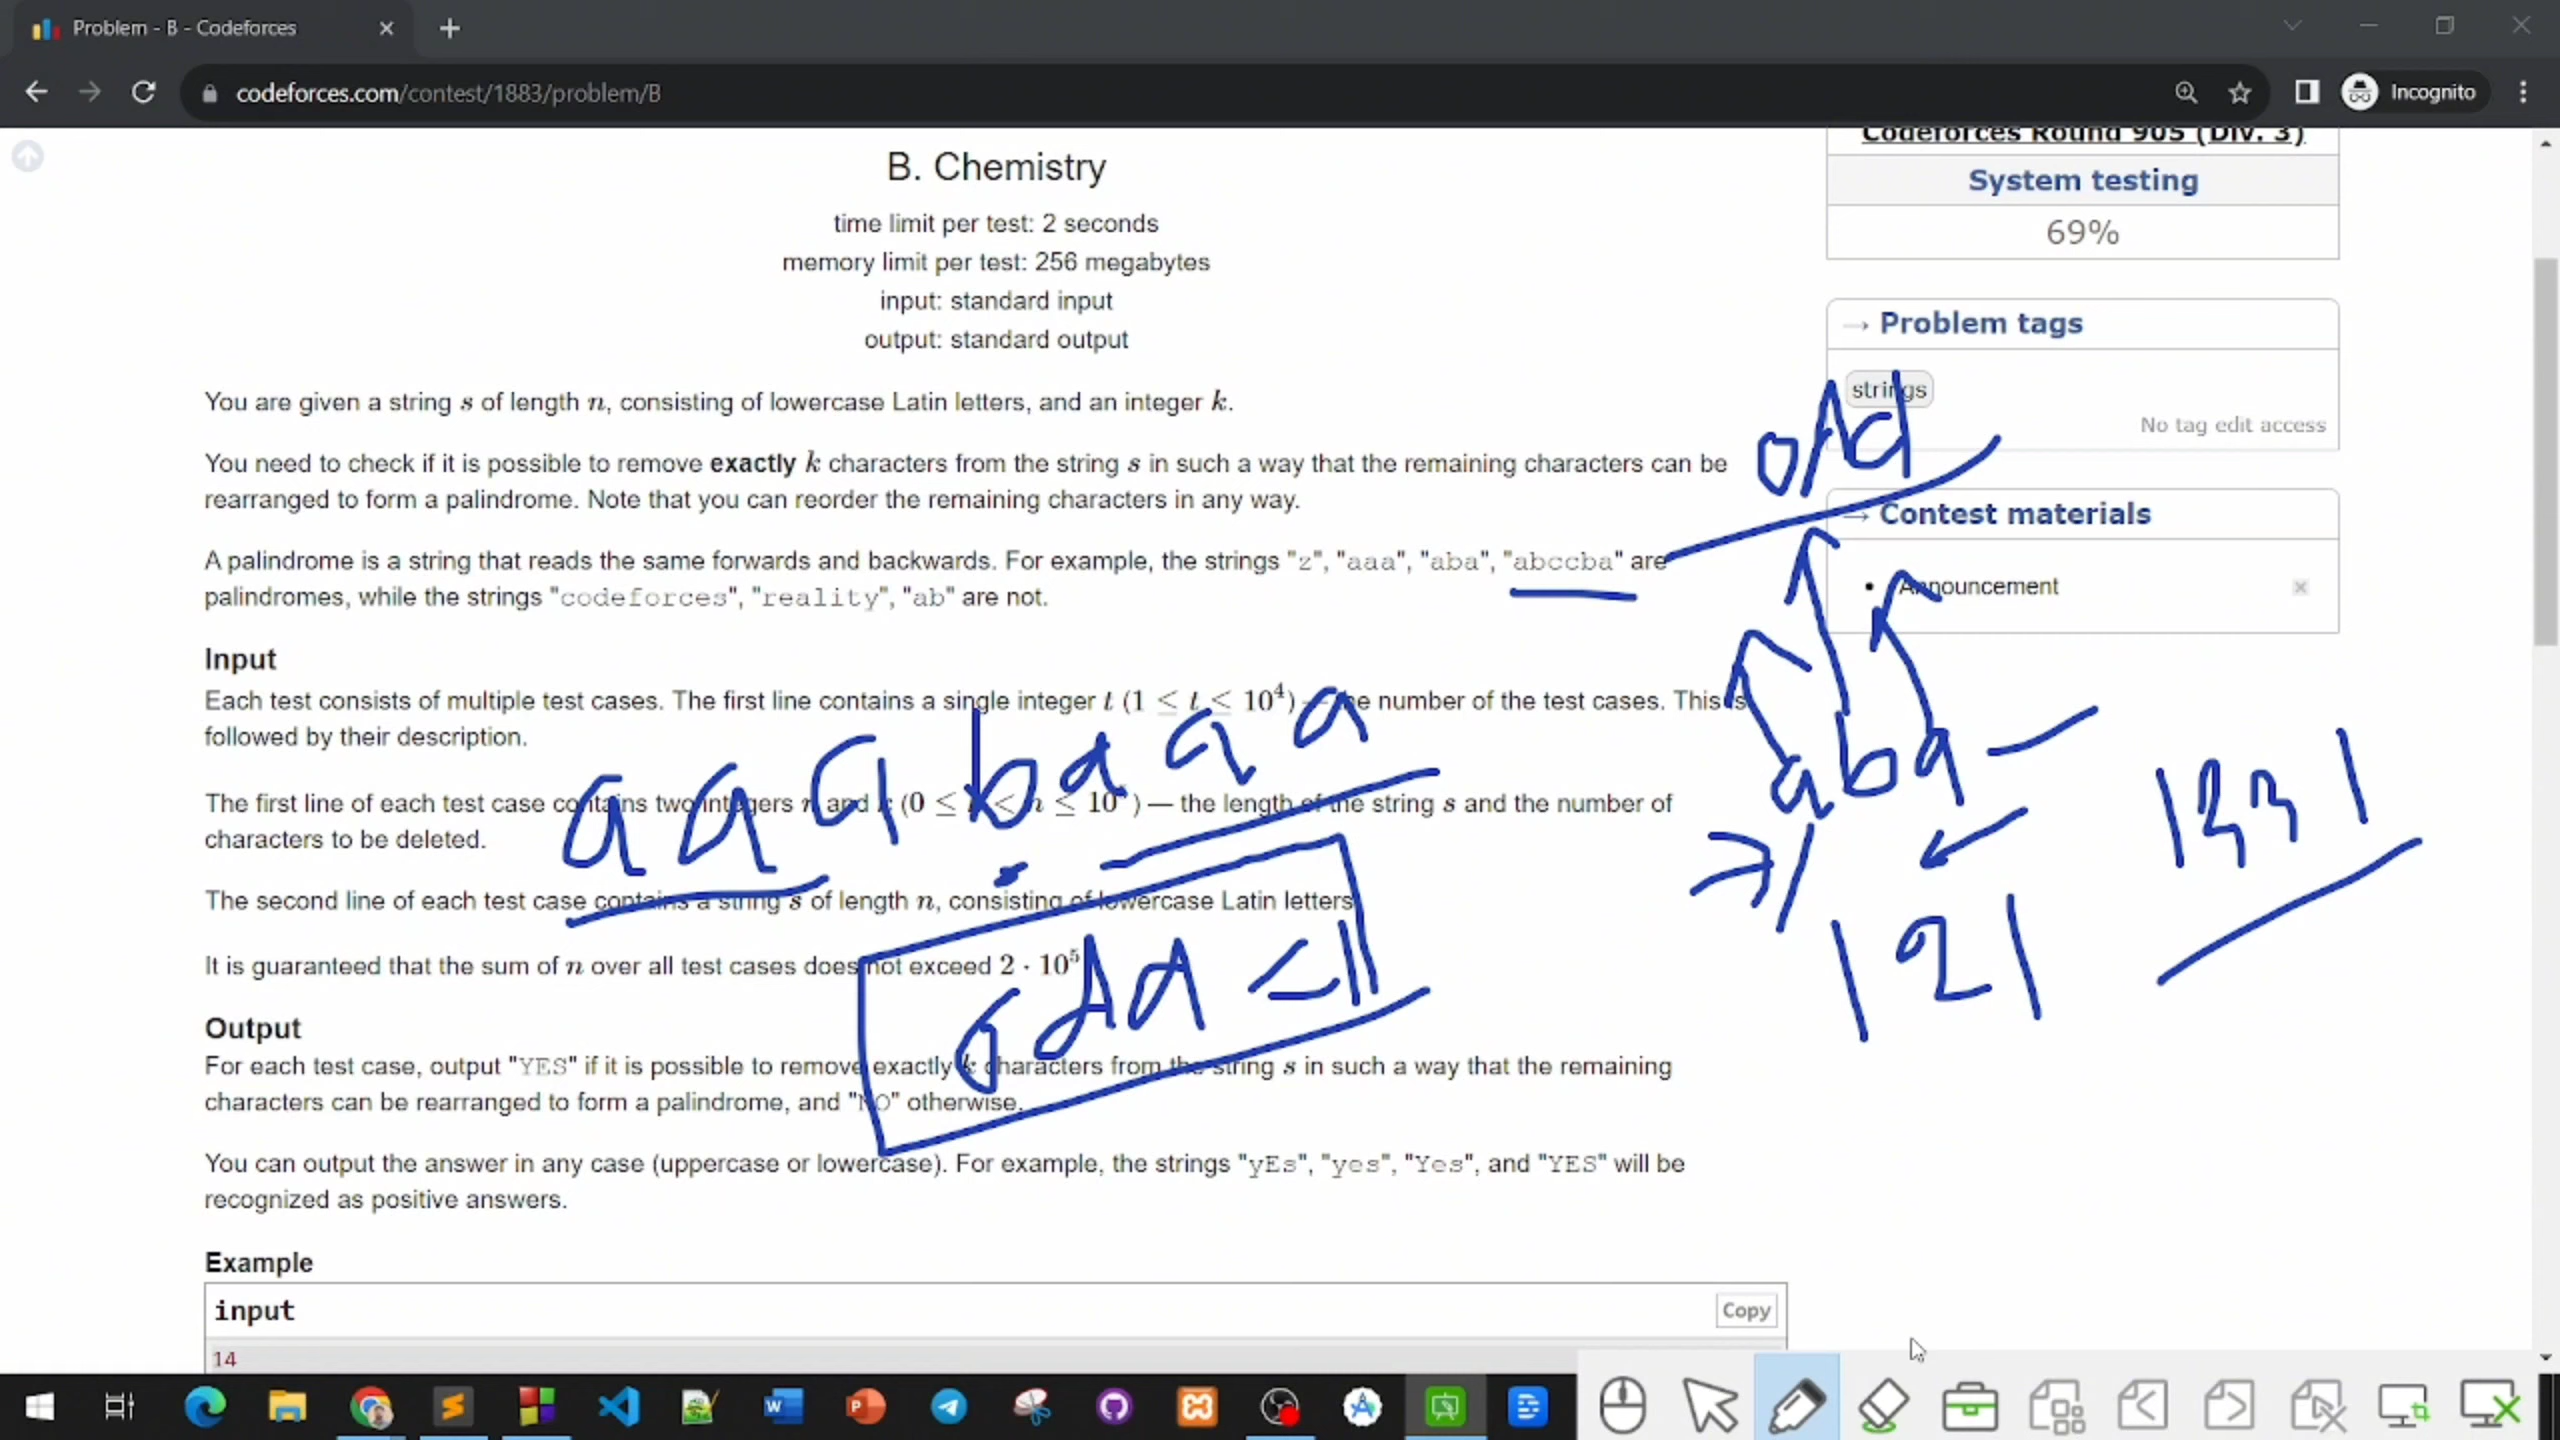 Problem - B - Codeforces
codeforces.com/contest/1883/problem/B
Incognito
Codeforces Round 905 (Div. 3)
System testing
69%
→ Problem tags
strings
No tag edit access
→ Contest materials
Announcement
B. Chemistry
time limit per test: 2 seconds
memory limit per test: 256 megabytes
input: standard input
output: standard output
You are given a string s of length n, consisting of lowercase Latin letters, and an integer k.
You need to check if it is possible to remove exactly k characters from the string s in such a way that the remaining characters can be
rearranged to form a palindrome. Note that you can reorder the remaining characters in any way.
A palindrome is a string that reads the same forwards and backwards. For example, the strings "z", "aaa", "aba", "abccba" are
palindromes, while the strings "codeforces", "reality", "ab" are not.
Input
Each test consists of multiple test cases. The first line contains a single integer t (1 ≤ t ≤ 10⁴) — the number of the test cases. This is
followed by their description.
The first line of each test case contains two integers n and (0 ≤ < n ≤ 10 ) — the length of the string s and the number of
characters to be deleted.
The second line of each test case contains a string s of length n, consisting of lowercase Latin letters
It is guaranteed that the sum of n over all test cases does not exceed 2 · 10⁵
Output
For each test case, output "YES" if it is possible to remove exactly k characters from the string s in such a way that the remaining
characters can be rearranged to form a palindrome, and "NO" otherwise.
You can output the answer in any case (uppercase or lowercase). For example, the strings "yEs", "yes", "Yes", and "YES" will be
recognized as positive answers.
Example
input
Copy
14
odd
aba
121
a a a b a a a
odd